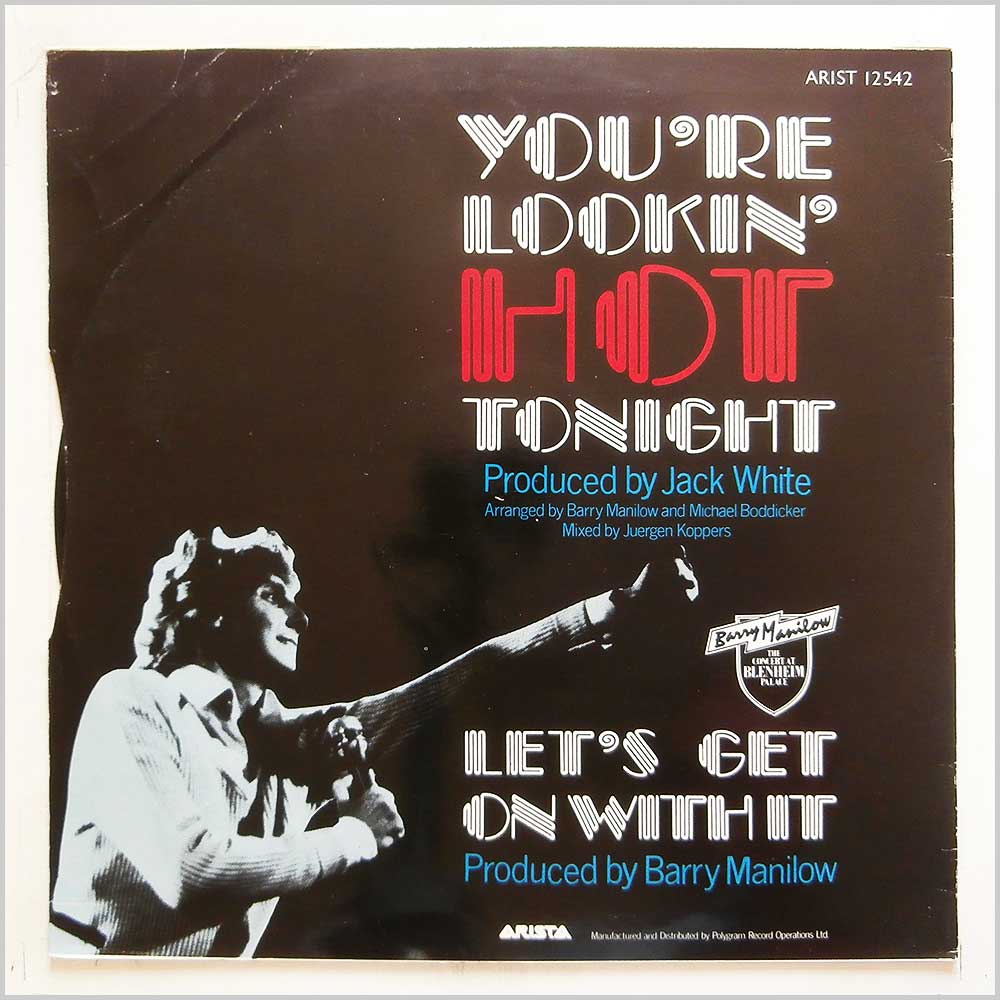 ARIST 12542
YOU'RE
LOOKIN'
HOT
TONIGHT
Produced by Jack White
Arranged by Barry Manilow and Michael Boddicker
Mixed by Juergen Koppers
Barry Manilow
THE
CONCERT AT
BLENHEIM
PALACE
LET'S GET
ON WITH IT
Produced by Barry Manilow
ARISTA Manufactured and Distributed by Polygram Record Operations Ltd.